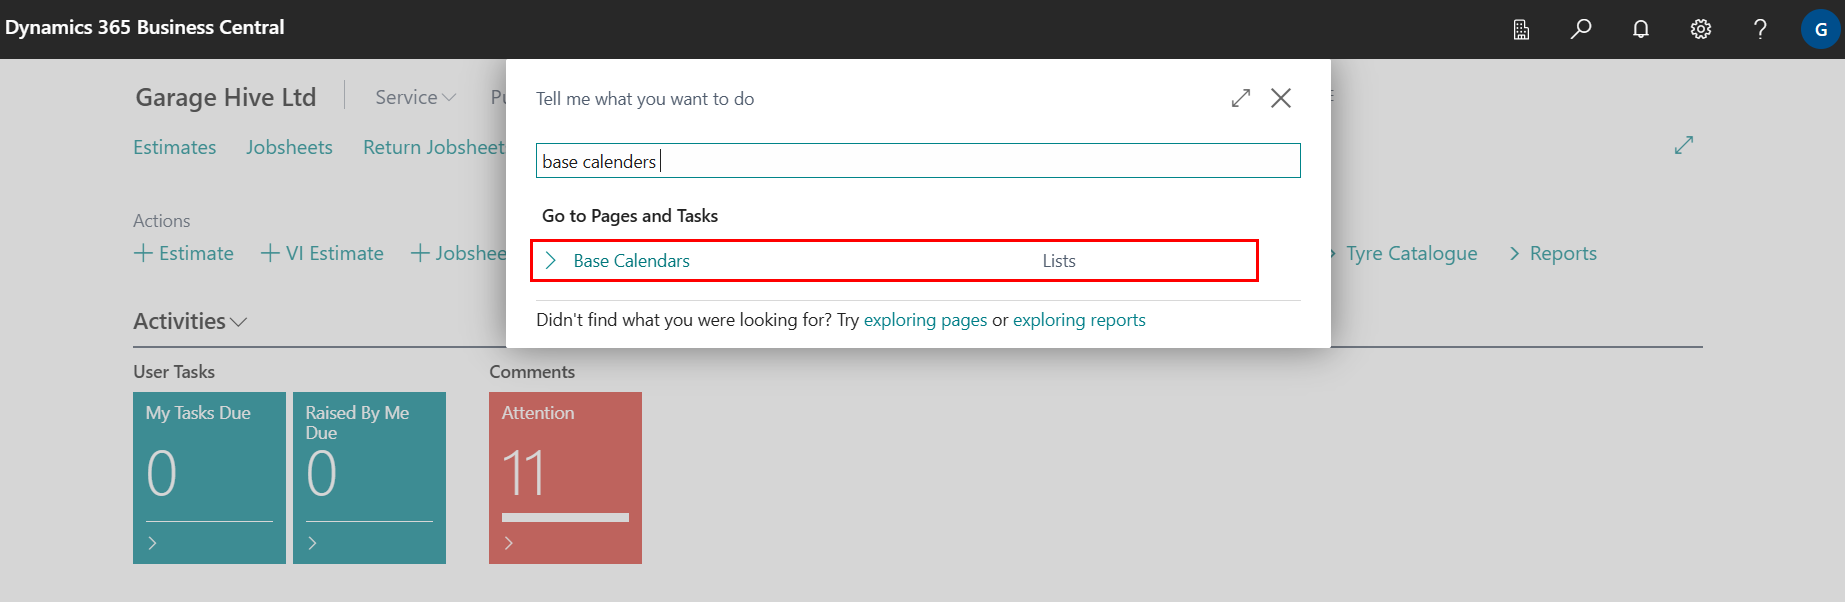 Dynamics 365 Business Central
G
Garage Hive Ltd
Service
Tell me what you want to do
Estimates
Jobsheets
Return Jobsheet
base calenders
Go to Pages and Tasks
Base Calendars
Lists
Didn't find what you were looking for? Try exploring pages or exploring reports
Actions
+ Estimate
+ VI Estimate
+ Jobshee
Tyre Catalogue
Reports
Activities
User Tasks
Comments
My Tasks Due
0
Raised By Me
Due
0
Attention
11